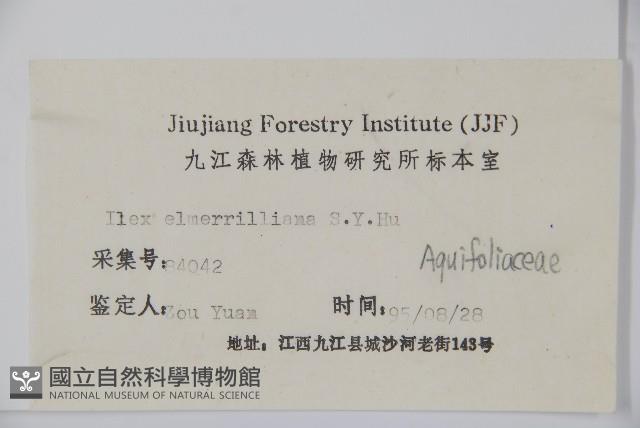 Jiujiang Forestry Institute (JJF)
九江森林植物研究所标本室
Ilex elmerrilliana S.Y.Hu
采集号:84042
Aquifoliaceae
鉴定人:Zou Yuam 时间:95/08/28
地址: 江西九江县城沙河老街143号
國立自然科學博物館
NATIONAL MUSEUM OF NATURAL SCIENCE